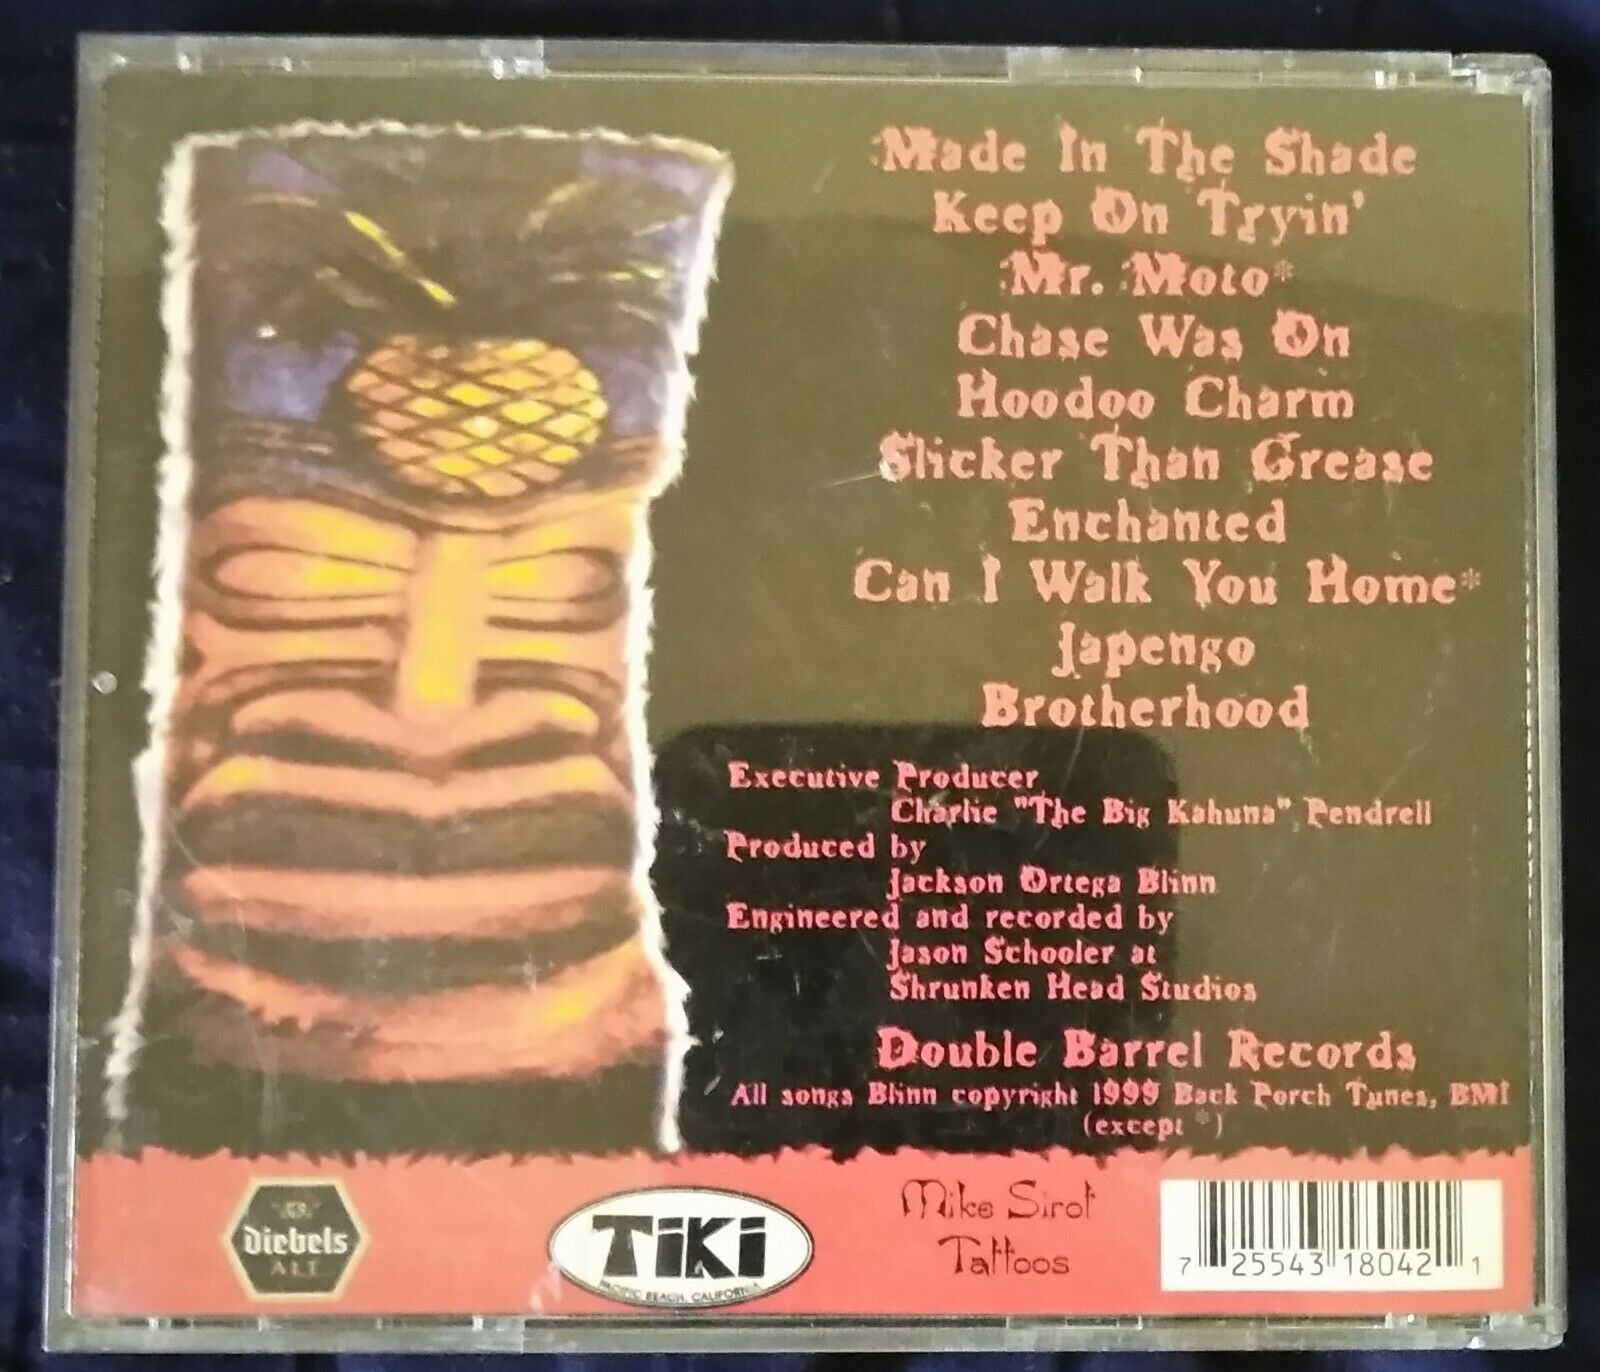 Made In The Shade
Keep On Tryin'
Mr. Moto*
Chase Was On
Hoodoo Charm
Slicker Than Grease
Enchanted
Can I Walk You Home*
Japengo
Brotherhood
Executive Producer
Charlie "The Big Kahuna" Pendrell
Produced by
Jackson Ortega Blinn
Engineered and recorded by
Jason Schooler at
Shrunken Head Studios
Double Barrel Records
All songs Blinn copyright 1999 Back Porch Tunes, BMI
(except *)
Diebels
ALT
TiKi
PACIFIC BEACH, CALIFORNIA
Mike Sirot
Tattoos
7 25543 18042 1